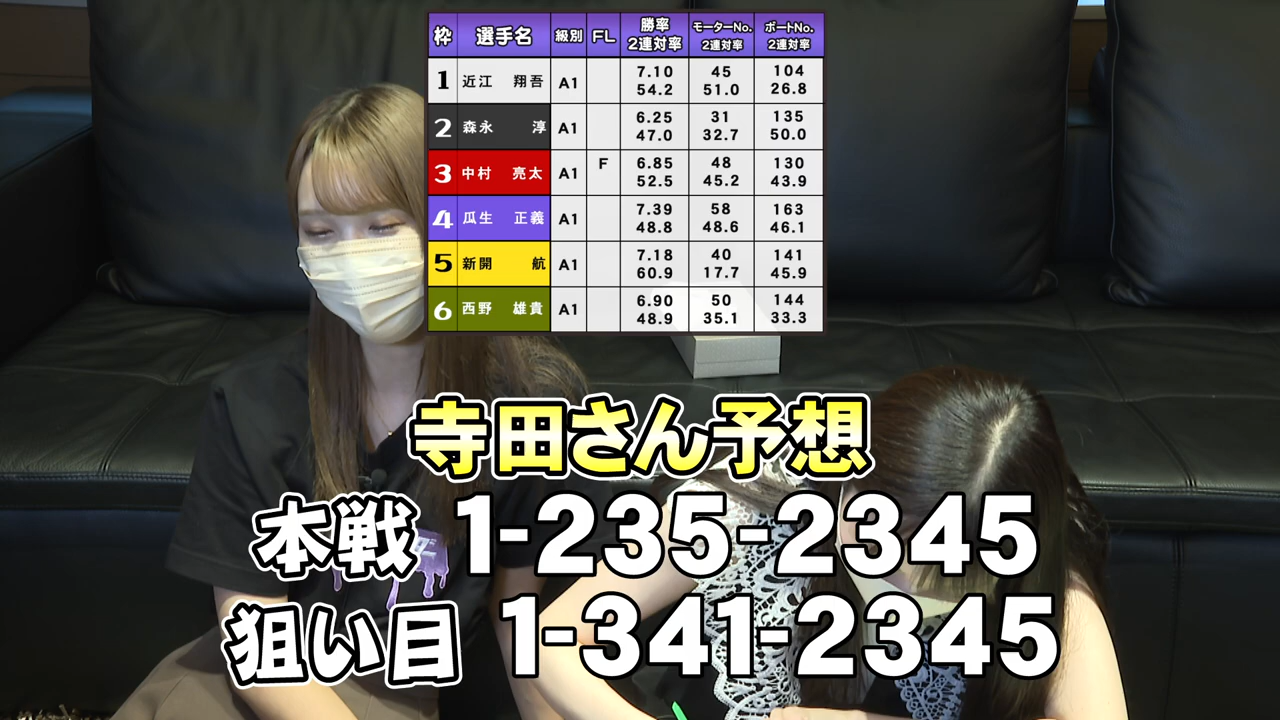 枠 選手名 級別 FL 勝率 2連対率 モーターNo. 2連対率 ボートNo. 2連対率
1 近江 翔吾 A1 7.10 54.2 45 51.0 104 26.8
2 森永 淳 A1 6.25 47.0 31 32.7 135 50.0
3 中村 亮太 A1 F 6.85 52.5 48 45.2 130 43.9
4 瓜生 正義 A1 7.39 48.8 58 48.6 163 46.1
5 新開 航 A1 7.18 60.9 40 17.7 141 45.9
6 西野 雄貴 A1 6.90 48.9 50 35.1 144 33.3
寺田さん予想
本戦 1-235-2345
狙い目 1-341-2345